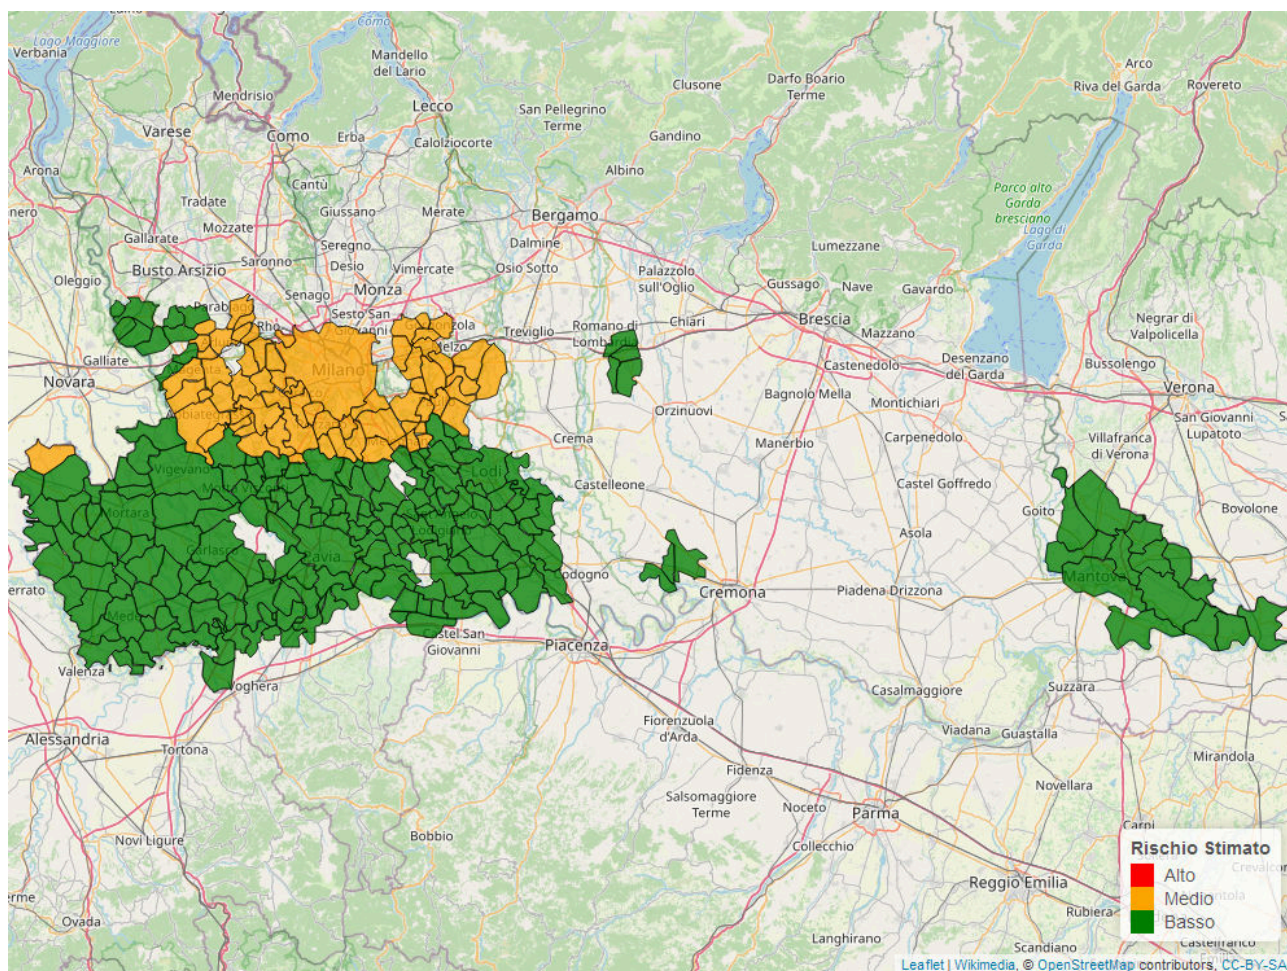 Como
Lago Maggiore
Verbania
Mandello
del Lario
Clusone
Darfo Boario
Terme
Arco
Riva del Garda
Rovereto
Mendrisio
Lecco
San Pellegrino
Terme
Varese
Como
Erba
Calolziocorte
Gandino
Arona
Albino
Cantù
Parco alto
Garda
bresciano
Tradate
Giussano
Merate
Bergamo
Lago di
Garda
Mozzate
Gallarate
Seregno
Dalmine
Lumezzane
Oleggio
Busto Arsizio
Saronno
Desio
Vimercate
Osio Sotto
Palazzolo
sull'Oglio
Gussago
Nave
Gavardo
Senago
Monza
Sesto San
Giovanni
Rho
Treviglio
Romano di
Lombardia
Chiari
Brescia
Mazzano
Negrar di
Valpolicella
Galliate
Melzo
Castenedolo
Desenzano
del Garda
Bussolengo
Novara
Magenta
Milano
Verona
Bagnolo Mella
Montichiari
San Giovanni
Lupatoto
Orzinuovi
Crema
Manerbio
Carpenedolo
Villafranca
di Verona
Vigevano
Lodi
Castelleone
Castel Goffredo
Mortara
Goito
Bovolone
Asola
Garlasco
Pavia
Codogno
Mantova
Cremona
Piadena Drizzona
Mede
Castel San
Giovanni
Piacenza
Valenza
Voghera
Casalmaggiore
Suzzara
Alessandria
Tortona
Fiorenzuola
d'Arda
Viadana
Guastalla
Mirandola
Fidenza
Novellara
Salsomaggiore
Terme
Noceto
Parma
Carpi
Novi Ligure
Bobbio
Collecchio
Reggio Emilia
Rubiera
Ovada
Langhirano
Scandiano
Castelfranco
Rischio Stimato
Alto
Medio
Basso
Leaflet | Wikimedia, © OpenStreetMap contributors, CC-BY-SA